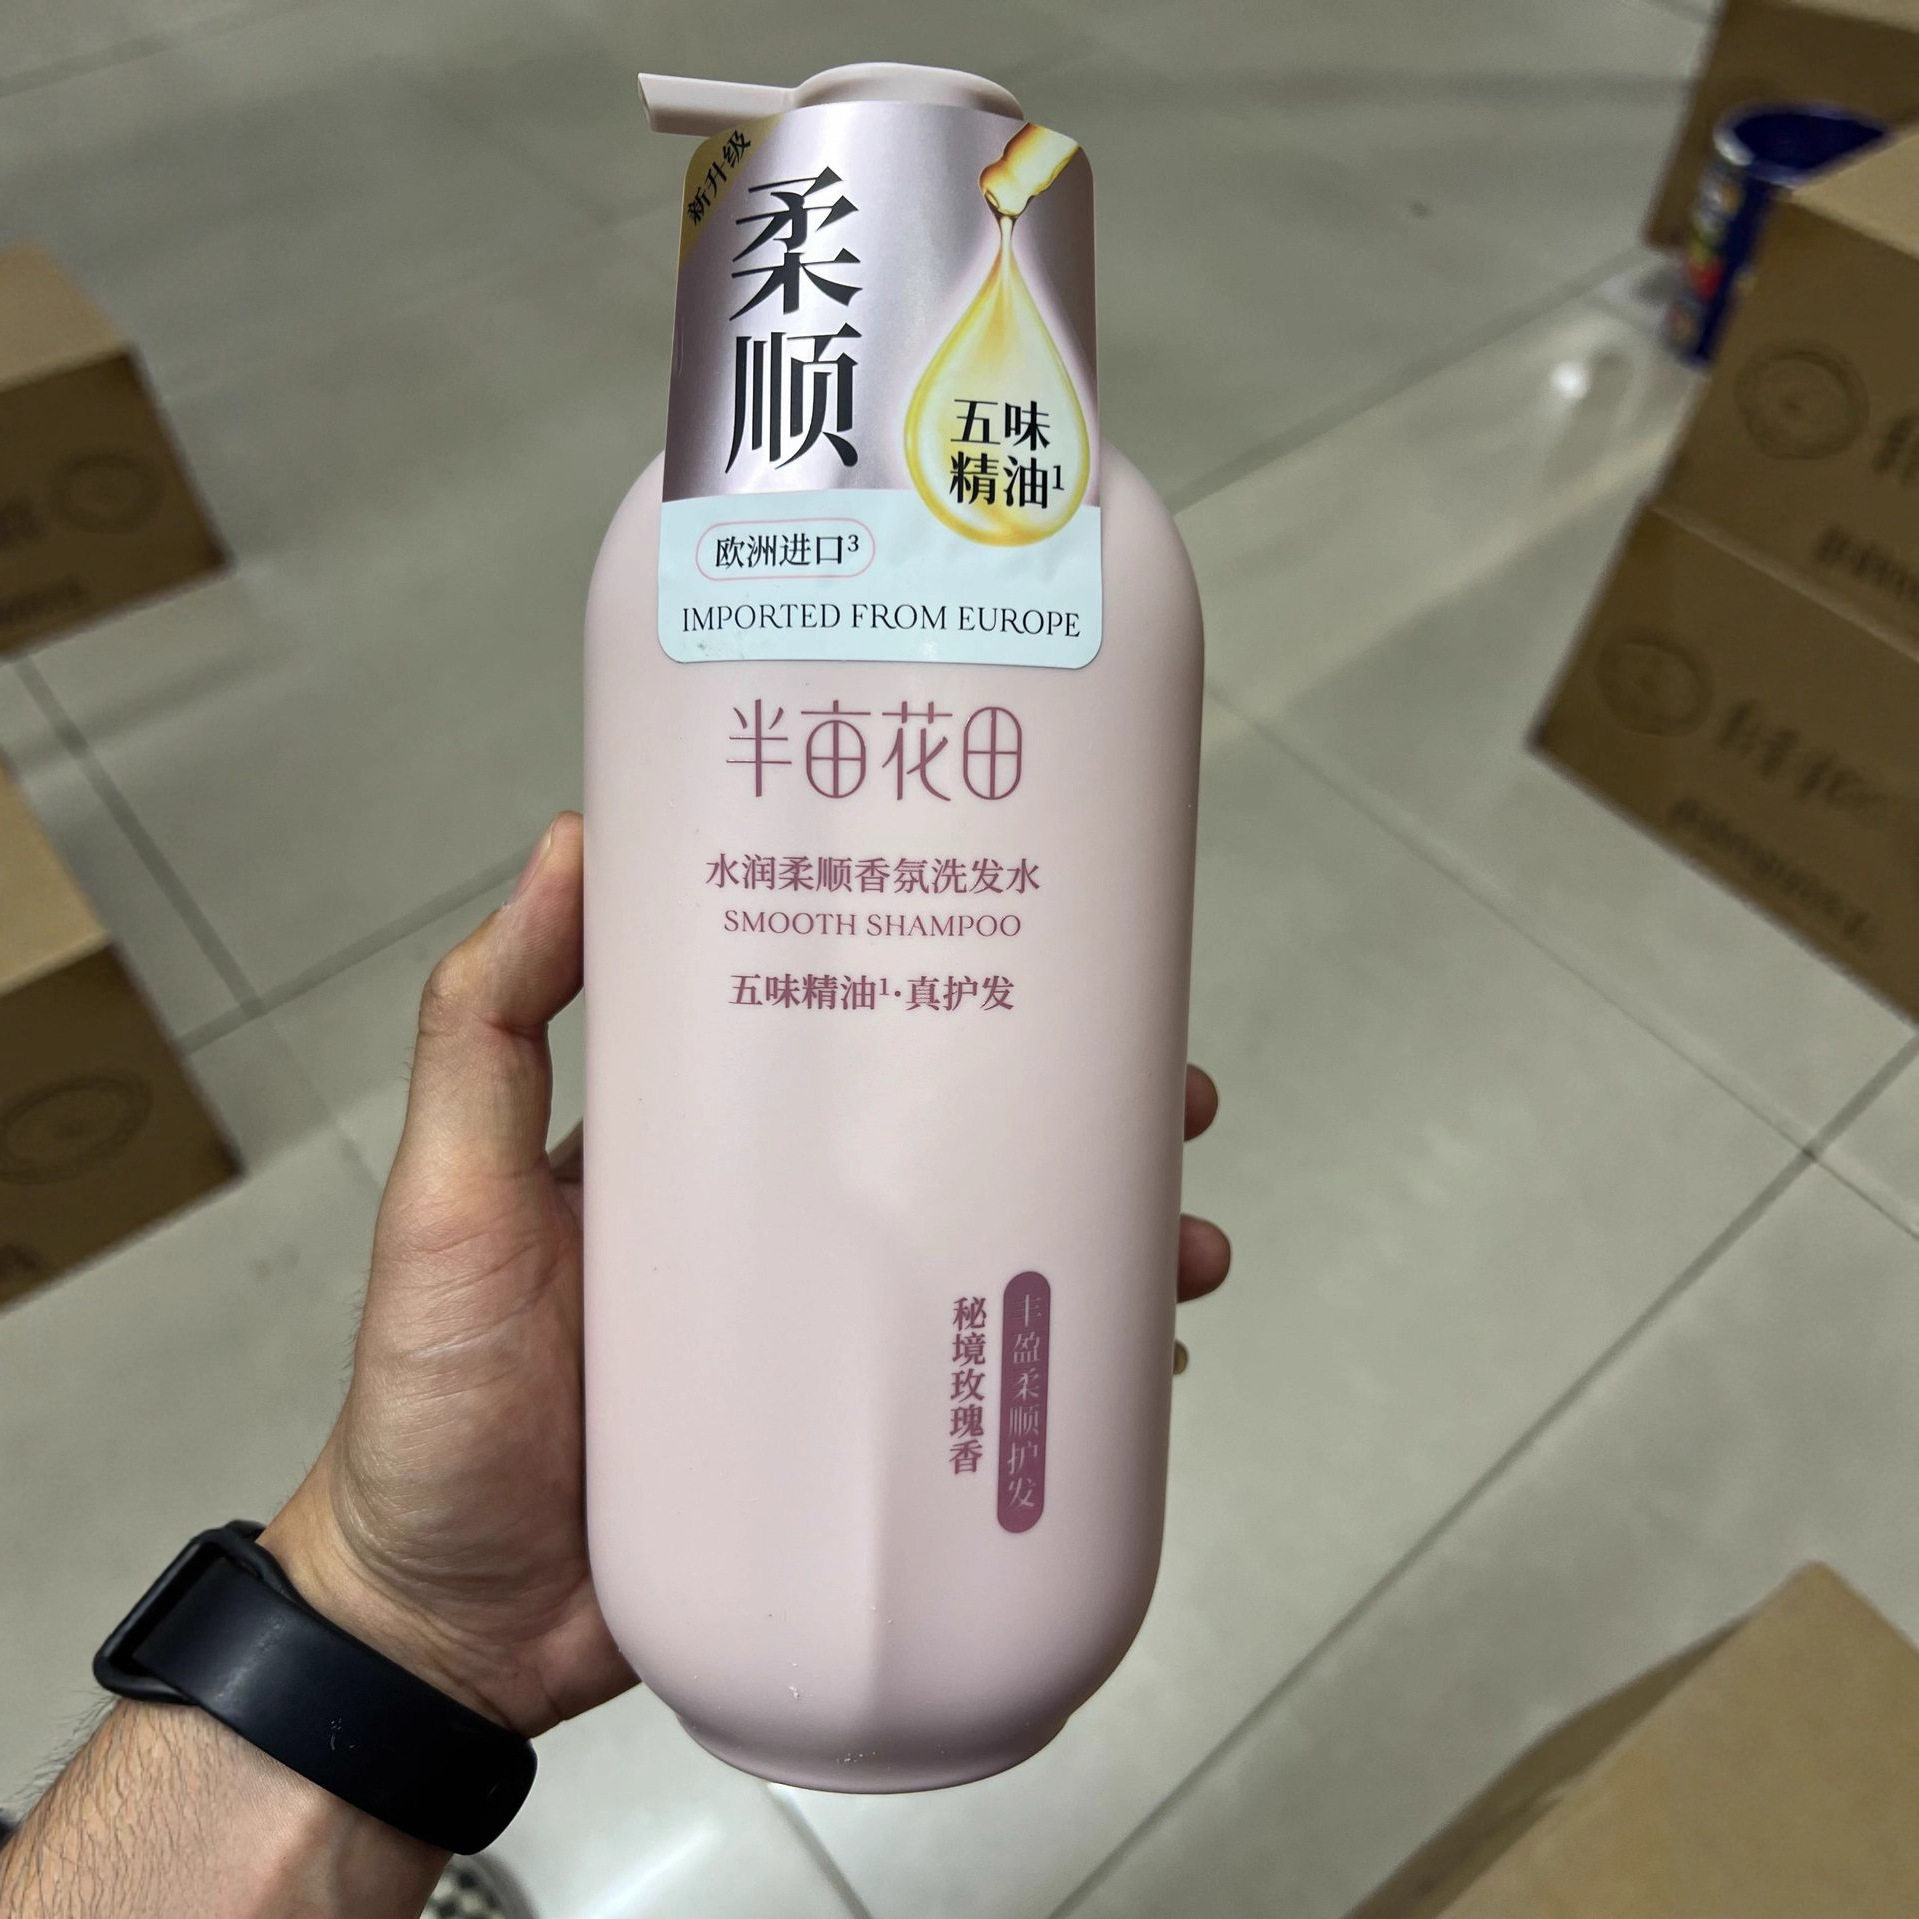 新升级
柔顺
五味
精油¹
欧洲进口³
IMPORTED FROM EUROPE
半亩花田
水润柔顺香氛洗发水
SMOOTH SHAMPOO
五味精油¹·真护发
丰盈柔顺护发
秘境玫瑰香